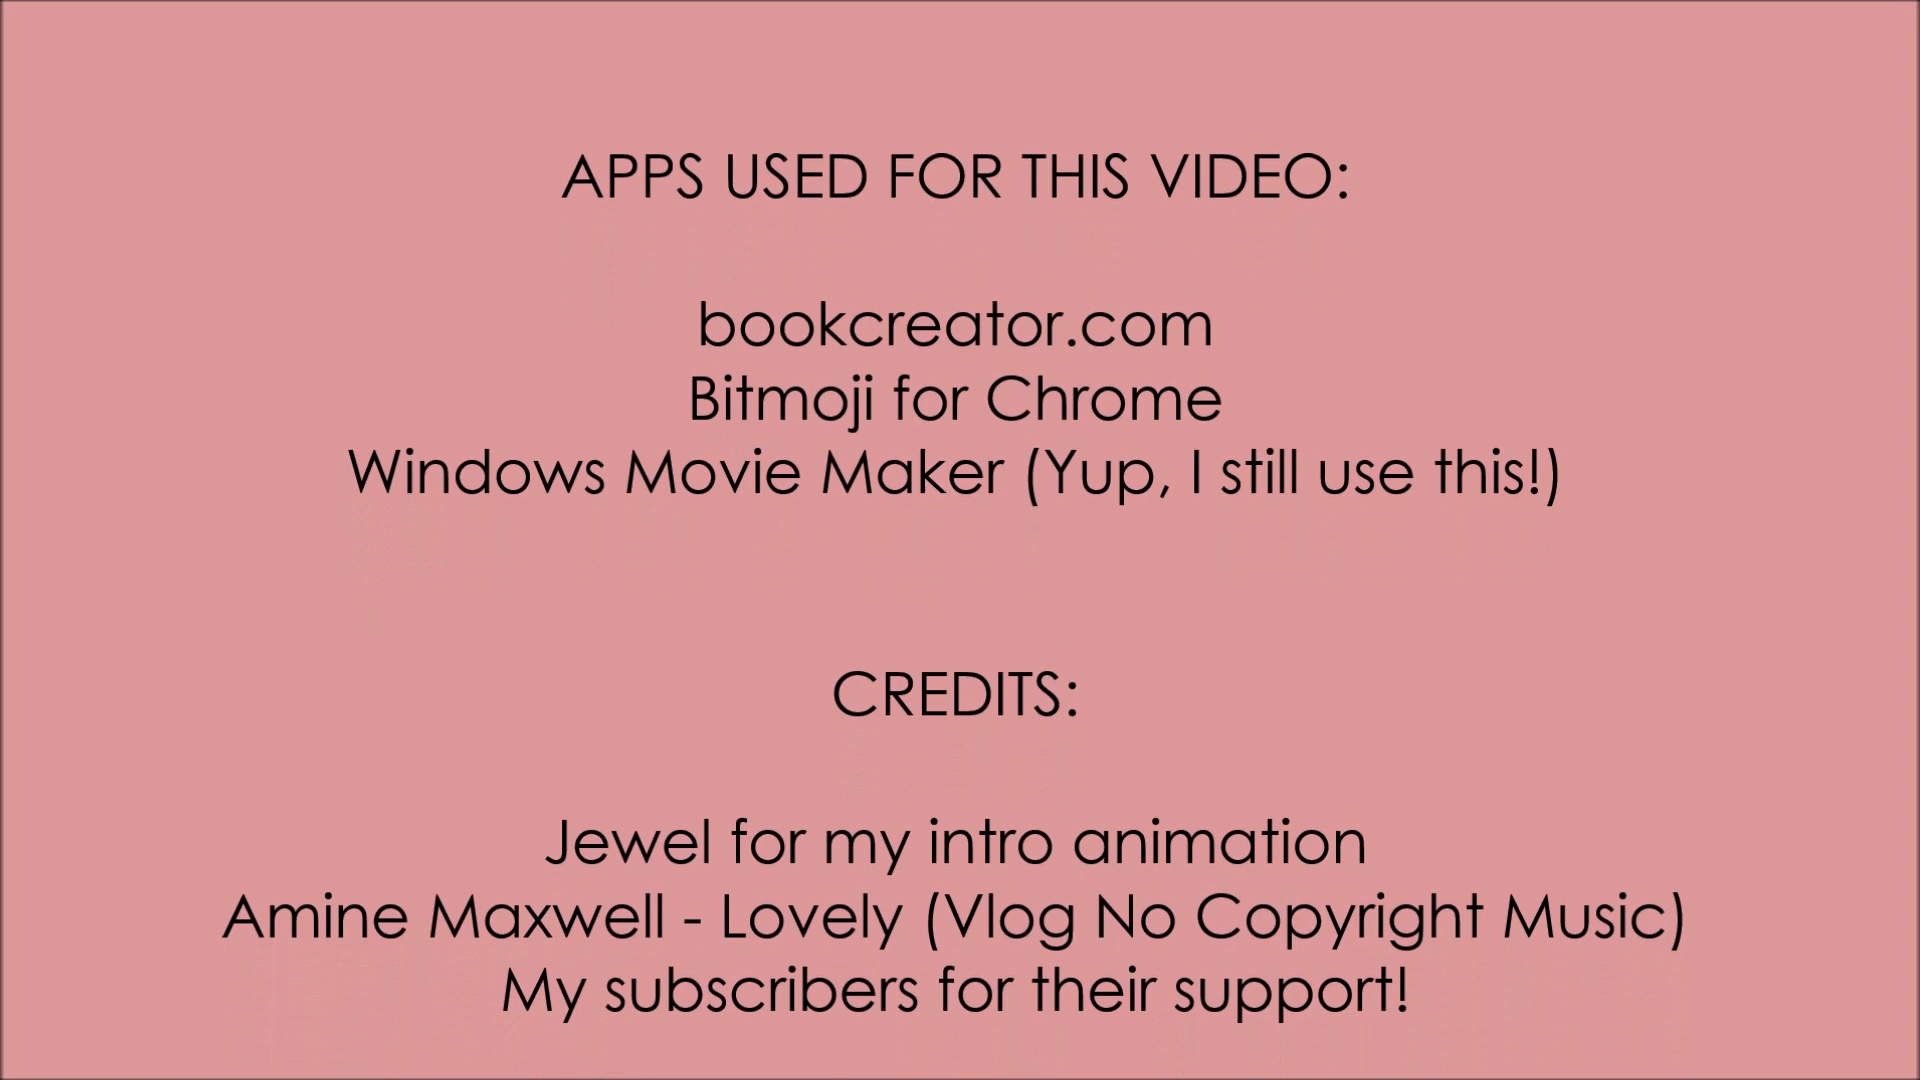 APPS USED FOR THIS VIDEO:
bookcreator.com
Bitmoji for Chrome
Windows Movie Maker (Yup, I still use this!)
CREDITS:
Jewel for my intro animation
Amine Maxwell - Lovely (Vlog No Copyright Music)
My subscribers for their support!